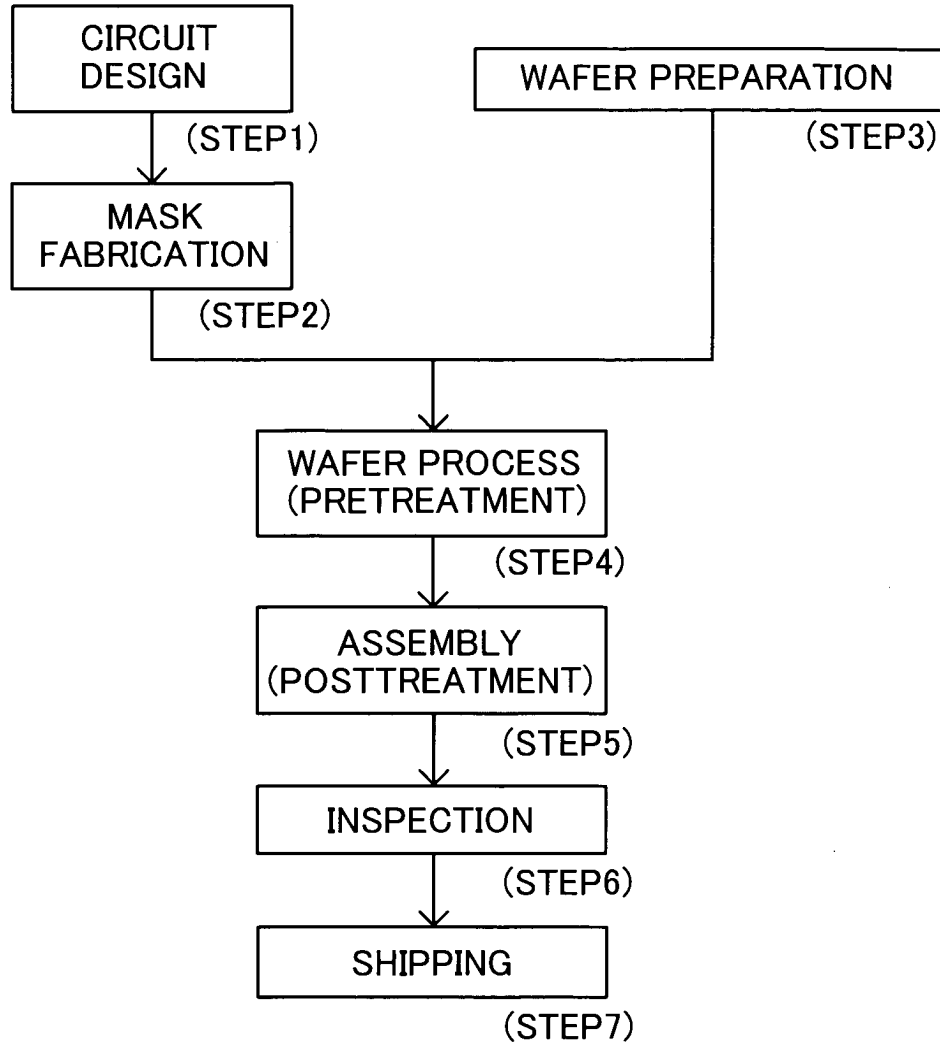 CIRCUIT
DESIGN
(STEP1)
WAFER PREPARATION
(STEP3)
MASK
FABRICATION
(STEP2)
WAFER PROCESS
(PRETREATMENT)
(STEP4)
ASSEMBLY
(POSTTREATMENT)
(STEP5)
INSPECTION
(STEP6)
SHIPPING
(STEP7)